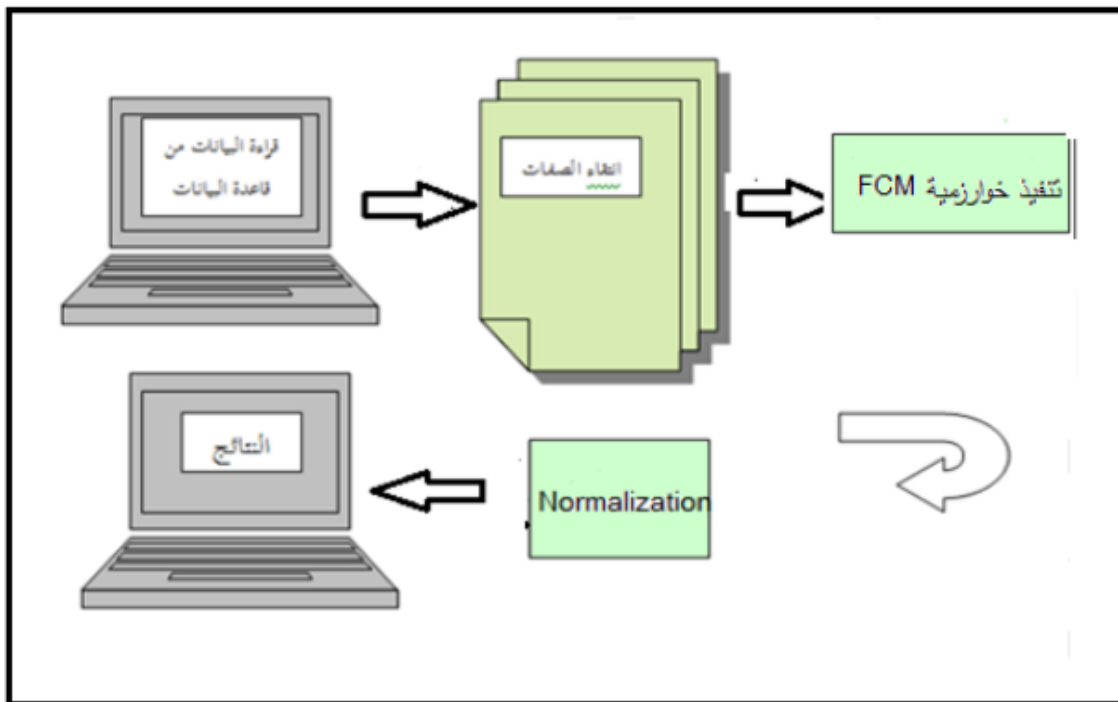 قراءة البيانات من
قاعدة البيانات
انتقاء الصفات
تنفيذ خوارزمية FCM
Normalization
النتائج